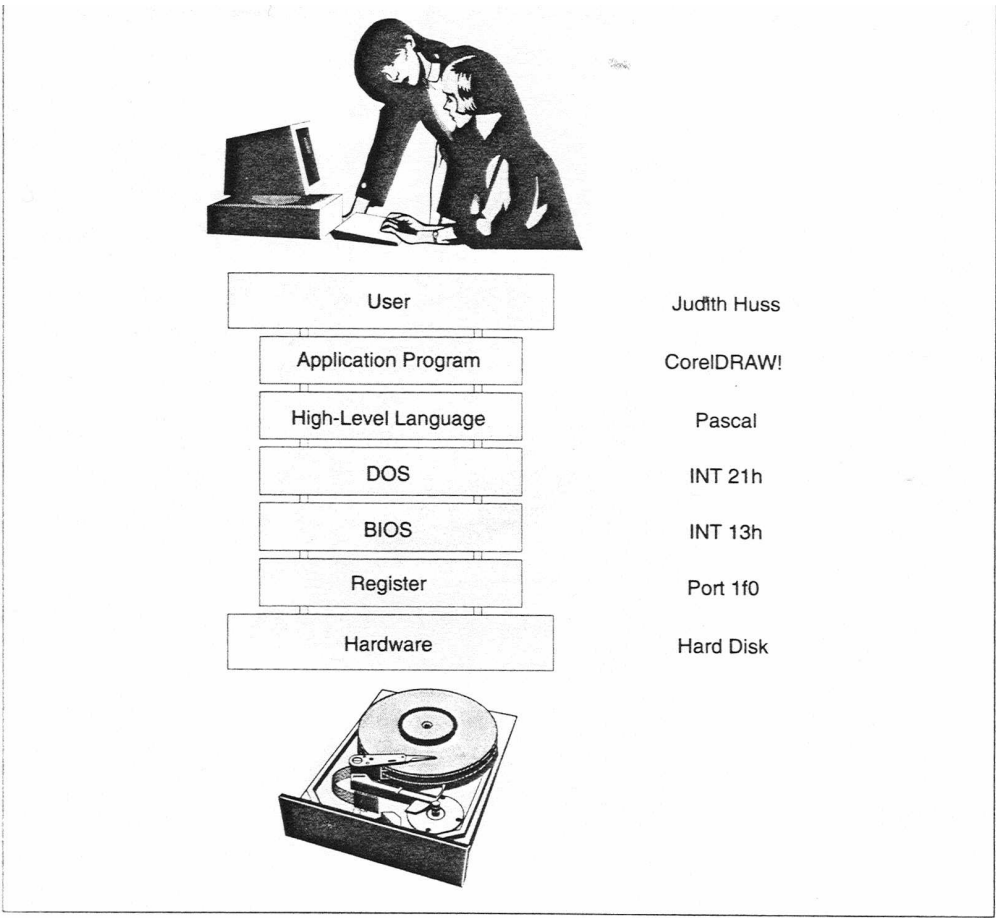 User Judith Huss
Application Program CorelDRAW!
High-Level Language Pascal
DOS INT 21h
BIOS INT 13h
Register Port 1f0
Hardware Hard Disk